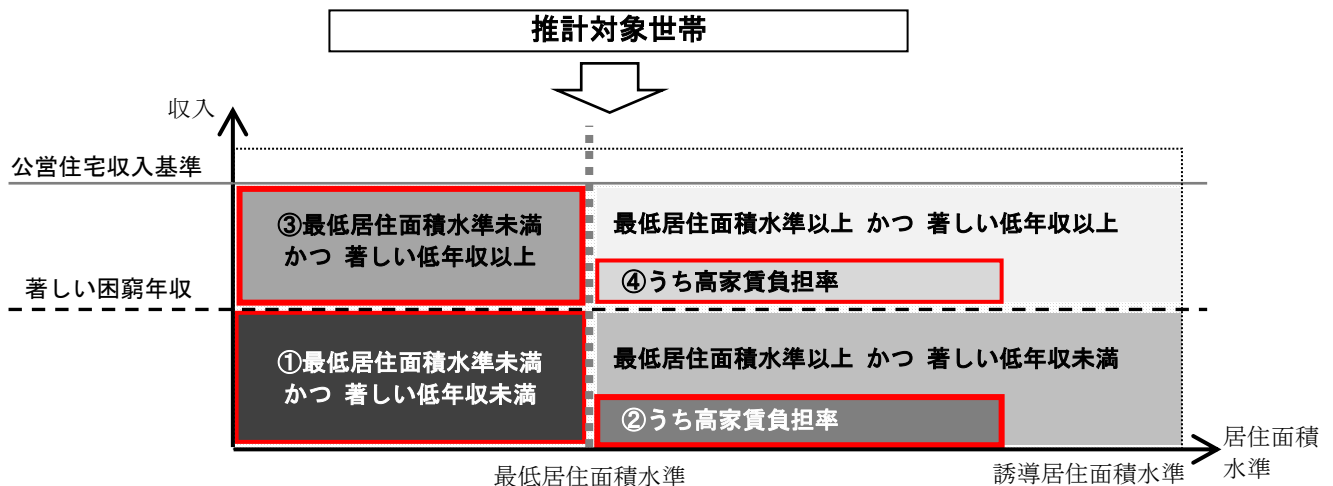 推計対象世帯
収入
公営住宅収入基準
③最低居住面積水準未満
かつ 著しい低年収以上
最低居住面積水準以上 かつ 著しい低年収以上
④うち高家賃負担率
著しい困窮年収
①最低居住面積水準未満
かつ 著しい低年収未満
最低居住面積水準以上 かつ 著しい低年収未満
②うち高家賃負担率
最低居住面積水準
誘導居住面積水準
居住面積
水準